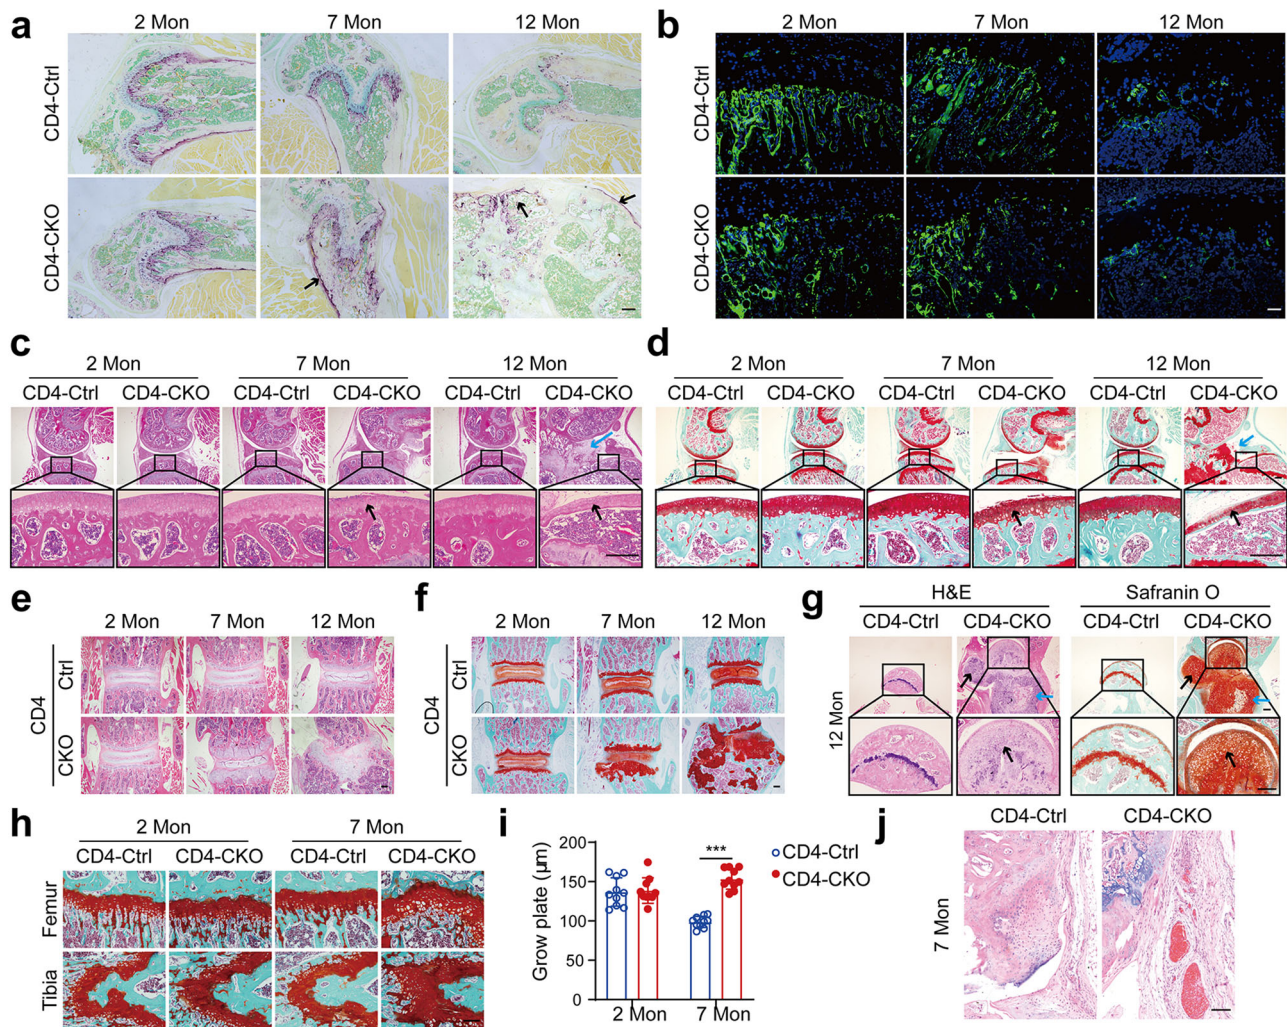 a
2 Mon 7 Mon 12 Mon
CD4-Ctrl
CD4-CKO
b
2 Mon 7 Mon 12 Mon
CD4-Ctrl
CD4-CKO
c
2 Mon 7 Mon 12 Mon
CD4-Ctrl CD4-CKO CD4-Ctrl CD4-CKO CD4-Ctrl CD4-CKO
d
2 Mon 7 Mon 12 Mon
CD4-Ctrl CD4-CKO CD4-Ctrl CD4-CKO CD4-Ctrl CD4-CKO
e
2 Mon 7 Mon 12 Mon
CD4
Ctrl
CKO
f
2 Mon 7 Mon 12 Mon
CD4
Ctrl
CKO
g
H&E Safranin O
CD4-Ctrl CD4-CKO CD4-Ctrl CD4-CKO
12 Mon
h
2 Mon 7 Mon
CD4-Ctrl CD4-CKO CD4-Ctrl CD4-CKO
Femur
Tibia
i
Grow plate (μm)
200
150
100
50
0
***
2 Mon 7 Mon
CD4-Ctrl
CD4-CKO
j
CD4-Ctrl CD4-CKO
7 Mon